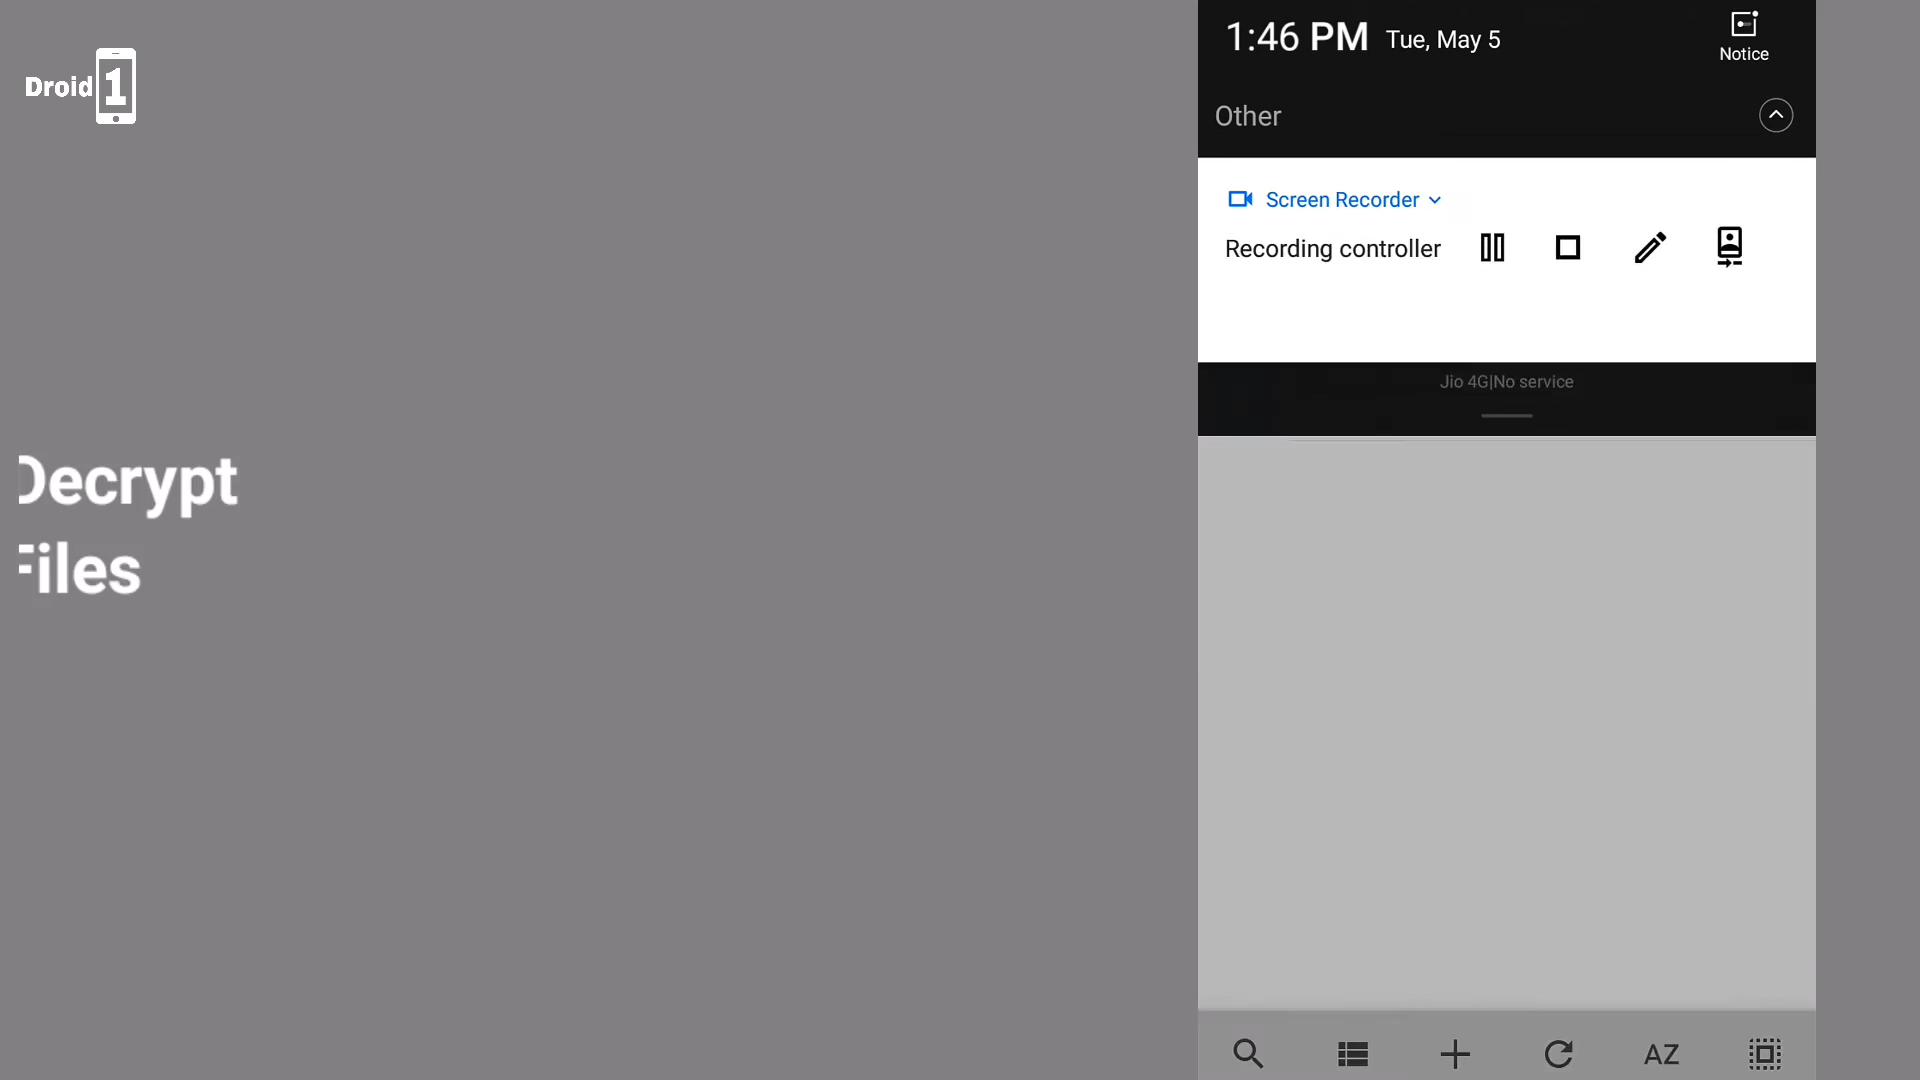 Droid 1
Decrypt
Files
1:46 PM Tue, May 5
Notice
Other
Screen Recorder
Recording controller
Jio 4G|No service
AZ